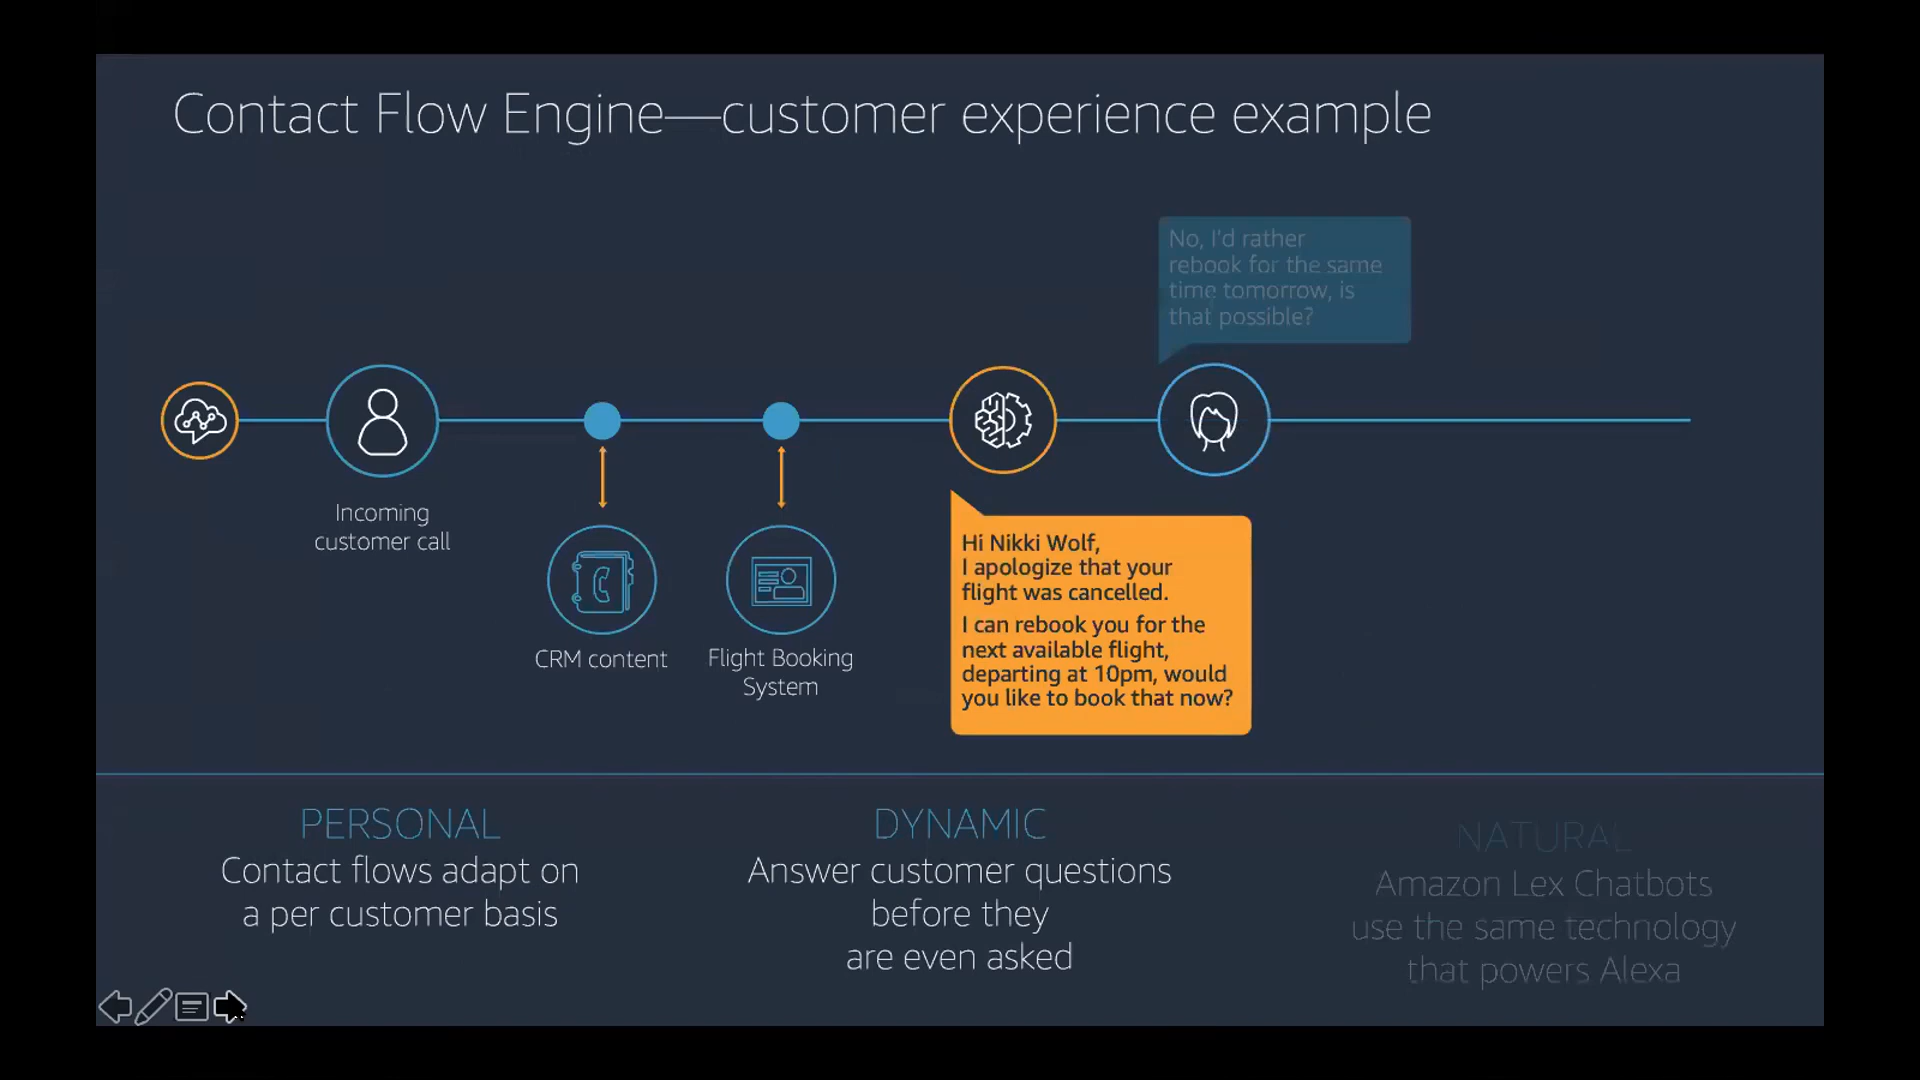 Contact Flow Engine—customer experience example
No, I'd rather
rebook for the same
time tomorrow, is
that possible?
Incoming
customer call
CRM content
Flight Booking
System
Hi Nikki Wolf,
I apologize that your
flight was cancelled.
I can rebook you for the
next available flight,
departing at 10pm, would
you like to book that now?
PERSONAL
Contact flows adapt on
a per customer basis
DYNAMIC
Answer customer questions
before they
are even asked
NATURAL
Amazon Lex Chatbots
use the same technology
that powers Alexa